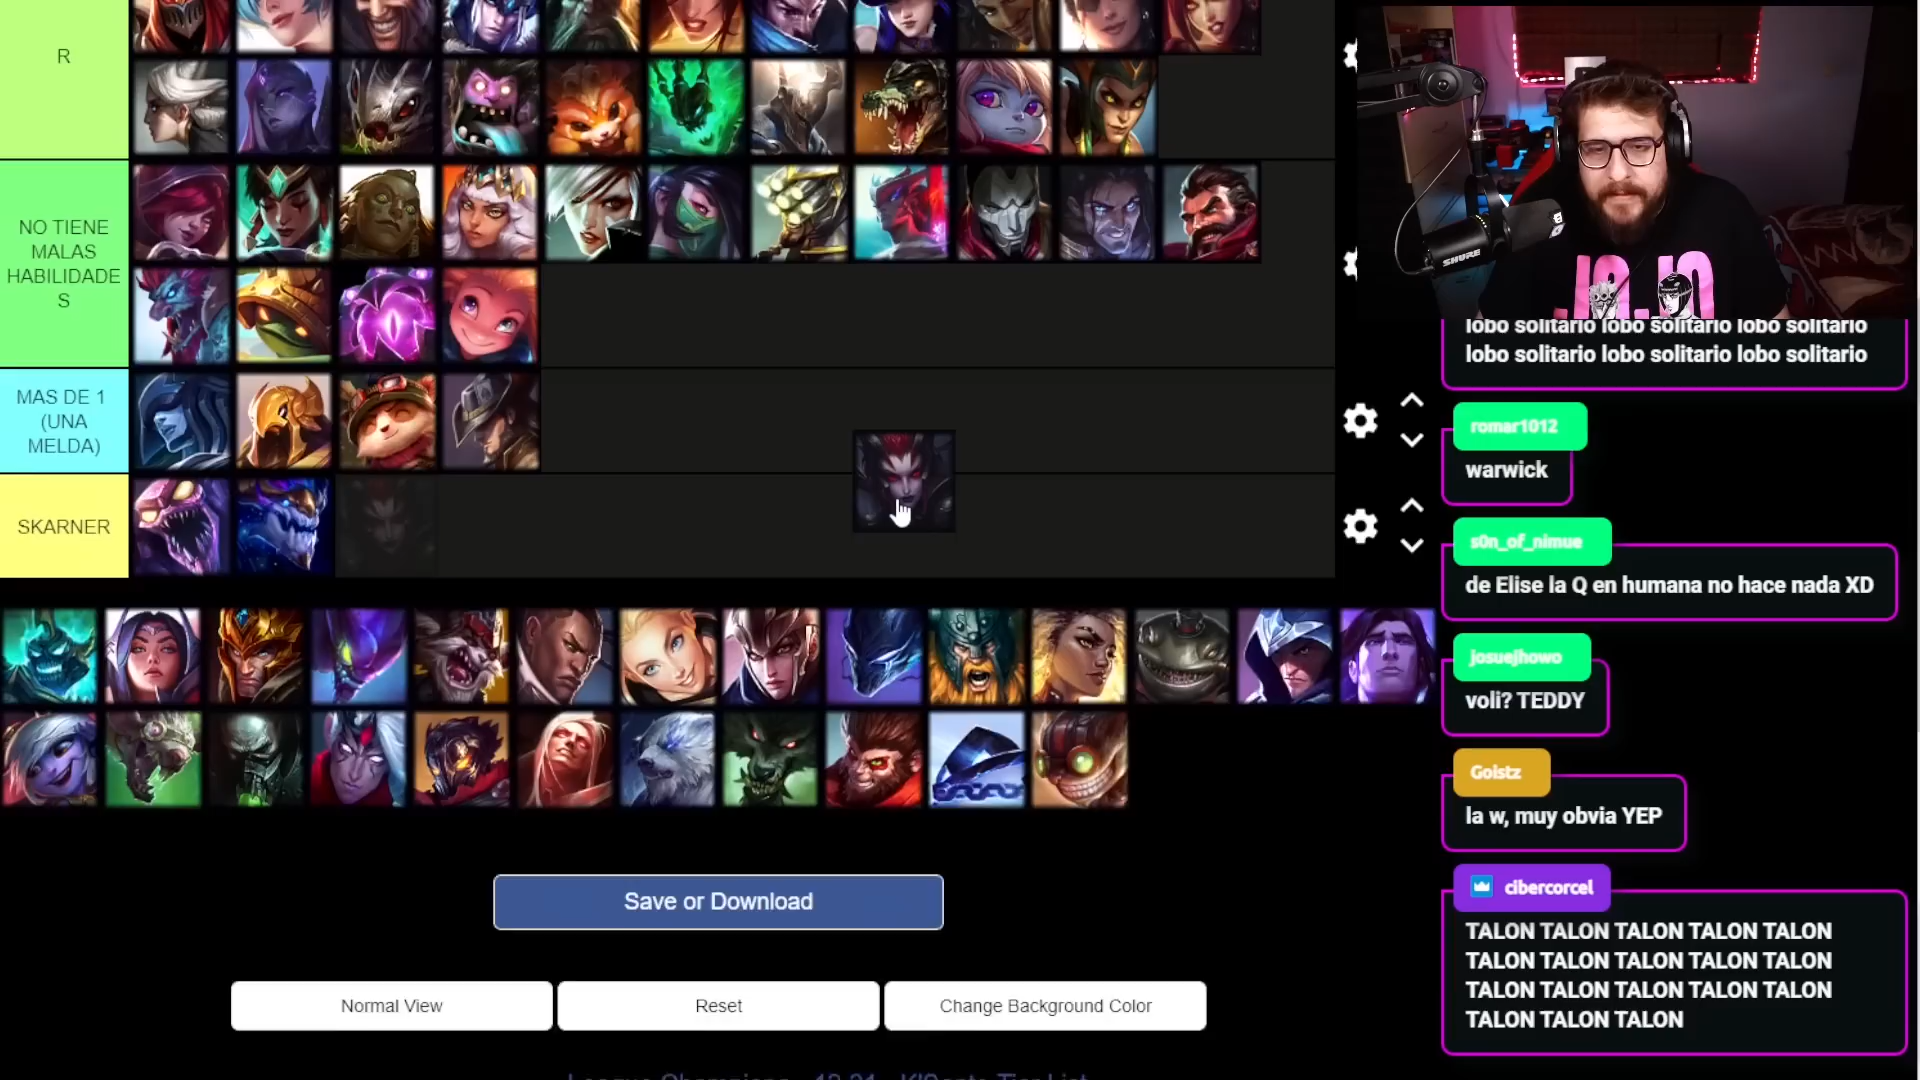 R
NO TIENE
MALAS
HABILIDADE
S
MAS DE 1
(UNA
MELDA)
SKARNER
Save or Download
Normal View
Reset
Change Background Color
SHURE
JOJO
lobo solitario lobo solitario lobo solitario
lobo solitario lobo solitario lobo solitario
romar1012
warwick
s0n_of_nimue
de Elise la Q en humana no hace nada XD
josuejhowo
voli? TEDDY
Goistz
la w, muy obvia YEP
cibercorcel
TALON TALON TALON TALON TALON
TALON TALON TALON TALON TALON
TALON TALON TALON TALON TALON
TALON TALON TALON